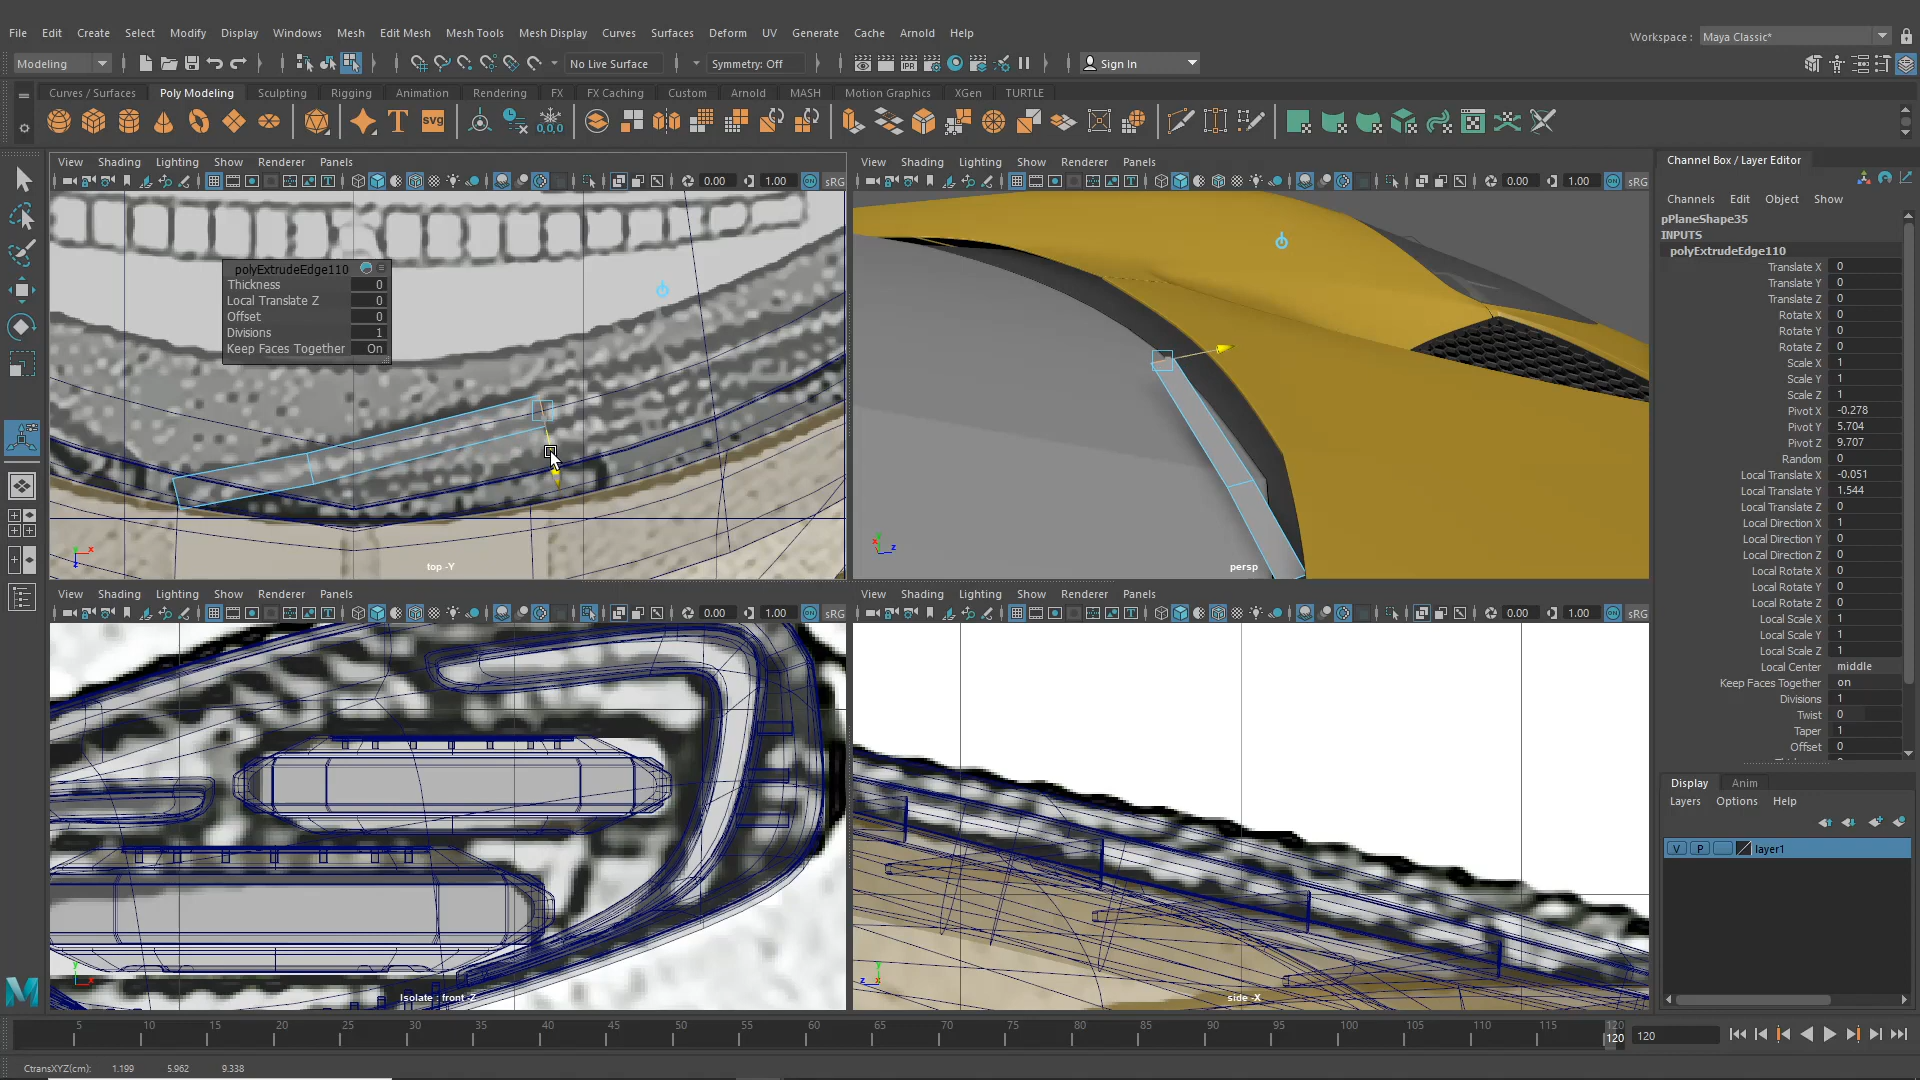 File Edit Create Select Modify Display Windows Mesh Edit Mesh Mesh Tools Mesh Display Curves Surfaces Deform UV Generate Cache Arnold Help
Workspace : Maya Classic*
Modeling No Live Surface Symmetry: Off Sign In
Curves / Surfaces Poly Modeling Sculpting Rigging Animation Rendering FX FX Caching Custom Arnold MASH Motion Graphics XGen TURTLE
svg 0,0,0
View Shading Lighting Show Renderer Panels
0.00 1.00 ON sRG
polyExtrudeEdge110
Thickness 0
Local Translate Z 0
Offset 0
Divisions 1
Keep Faces Together On
top -Y
View Shading Lighting Show Renderer Panels
0.00 1.00 ON sRG
persp
View Shading Lighting Show Renderer Panels
0.00 1.00 ON sRG
Isolate : front -Z
View Shading Lighting Show Renderer Panels
0.00 1.00 ON sRG
side -X
Channel Box / Layer Editor
Channels Edit Object Show
pPlaneShape35
INPUTS
polyExtrudeEdge110
Translate X 0
Translate Y 0
Translate Z 0
Rotate X 0
Rotate Y 0
Rotate Z 0
Scale X 1
Scale Y 1
Scale Z 1
Pivot X -0.278
Pivot Y 5.704
Pivot Z 9.707
Random 0
Local Translate X -0.051
Local Translate Y 1.544
Local Translate Z 0
Local Direction X 1
Local Direction Y 0
Local Direction Z 0
Local Rotate X 0
Local Rotate Y 0
Local Rotate Z 0
Local Scale X 1
Local Scale Y 1
Local Scale Z 1
Local Center middle
Keep Faces Together on
Divisions 1
Twist 0
Taper 1
Offset 0
Display Anim
Layers Options Help
V P layer1
5 10 15 20 25 30 35 40 45 50 55 60 65 70 75 80 85 90 95 100 105 110 115 120
120 120
CtransXYZ(cm): 1.199 5.962 9.338